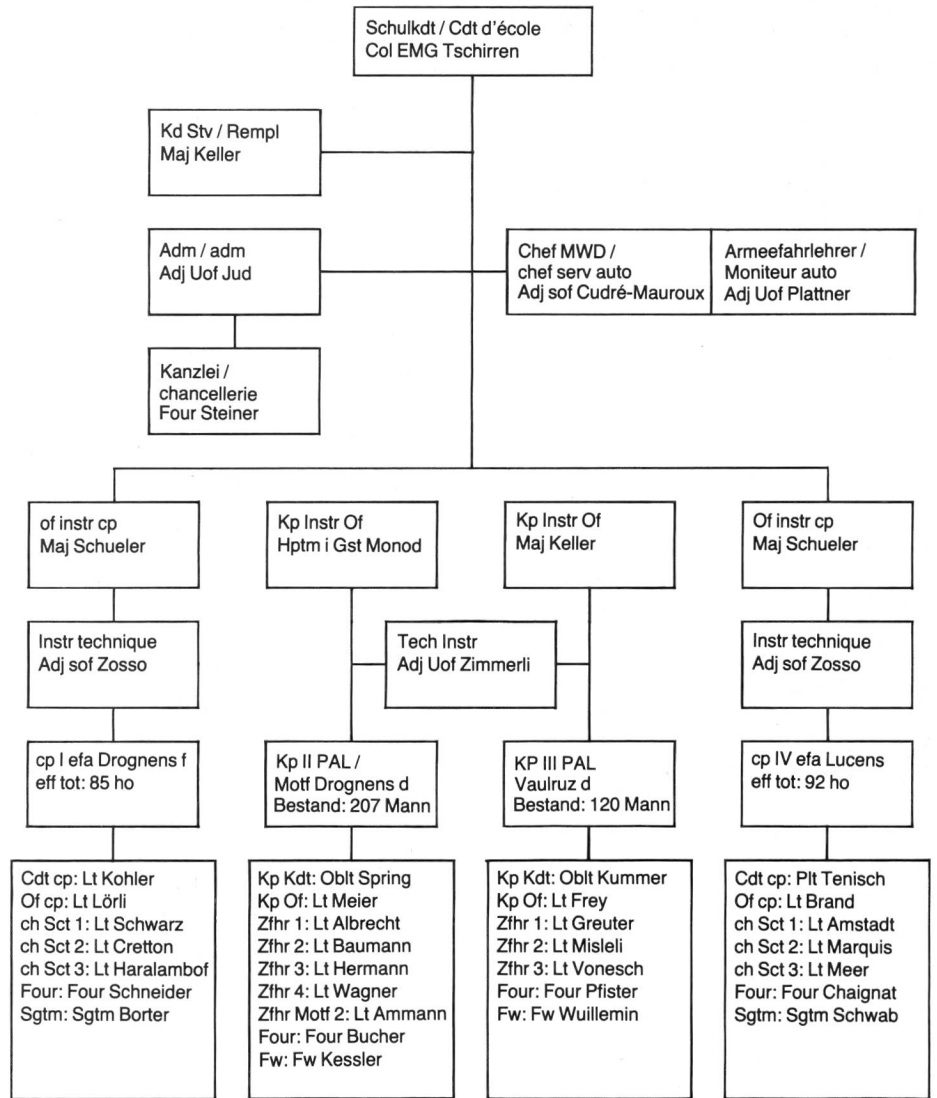 Schulkdt / Cdt d'école
Col EMG Tschirren
Kd Stv / Rempl
Maj Keller
Adm / adm
Adj Uof Jud
Chef MWD /
chef serv auto
Adj sof Cudré-Mauroux
Armeefahrlehrer /
Moniteur auto
Adj Uof Plattner
Kanzlei /
chancellerie
Four Steiner
of instr cp
Maj Schueler
Kp Instr Of
Hptm i Gst Monod
Kp Instr Of
Maj Keller
Of instr cp
Maj Schueler
Instr technique
Adj sof Zosso
Tech Instr
Adj Uof Zimmerli
Instr technique
Adj sof Zosso
cp I efa Drognens f
eff tot: 85 ho
Kp II PAL /
Motf Drognens d
Bestand: 207 Mann
KP III PAL
Vaulruz d
Bestand: 120 Mann
cp IV efa Lucens
eff tot: 92 ho
Cdt cp: Lt Kohler
Of cp: Lt Lörli
ch Sct 1: Lt Schwarz
ch Sct 2: Lt Cretton
ch Sct 3: Lt Haralambof
Four: Four Schneider
Sgtm: Sgtm Borter
Kp Kdt: Oblt Spring
Kp Of: Lt Meier
Zfhr 1: Lt Albrecht
Zfhr 2: Lt Baumann
Zfhr 3: Lt Hermann
Zfhr 4: Lt Wagner
Zfhr Motf 2: Lt Ammann
Four: Four Bucher
Fw: Fw Kessler
Kp Kdt: Oblt Kummer
Kp Of: Lt Frey
Zfhr 1: Lt Greuter
Zfhr 2: Lt Misleli
Zfhr 3: Lt Vonesch
Four: Four Pfister
Fw: Fw Wuillemin
Cdt cp: Plt Tenisch
Of cp: Lt Brand
ch Sct 1: Lt Amstadt
ch Sct 2: Lt Marquis
ch Sct 3: Lt Meer
Four: Four Chaignat
Sgtm: Sgtm Schwab